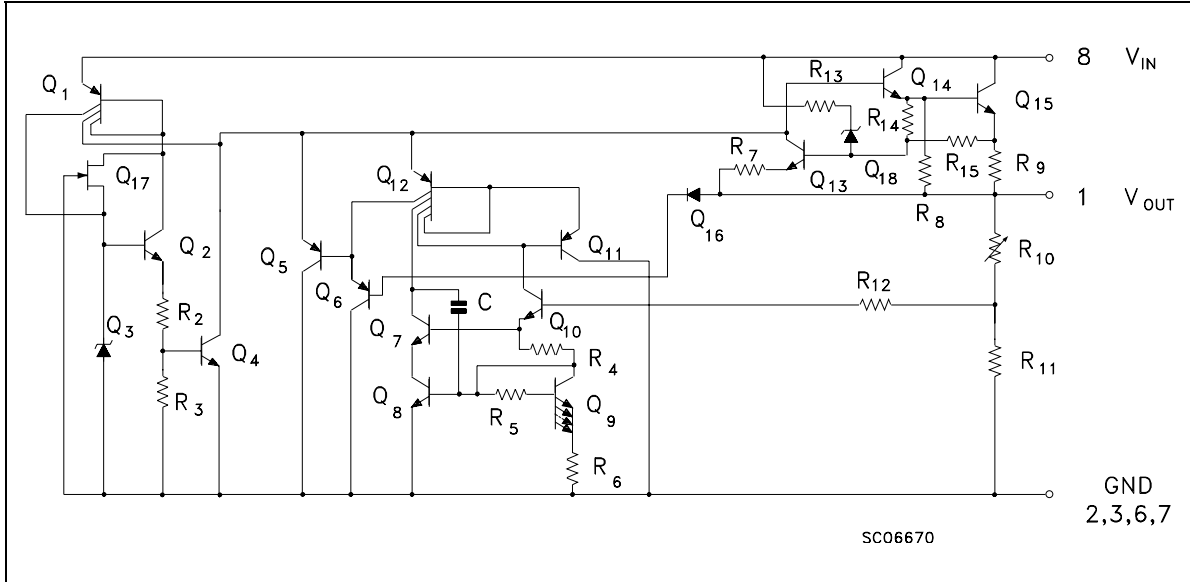 8 V_IN
Q1
R13
Q14
Q15
R14
R7
R15
R9
Q17
Q12
Q13
Q18
1 V_OUT
R8
Q16
Q2
Q5
Q11
R10
Q6
R12
C
R2
Q3
Q7
Q10
Q4
R4
R11
R3
Q8
R5
Q9
R6
GND
2,3,6,7
SC06670